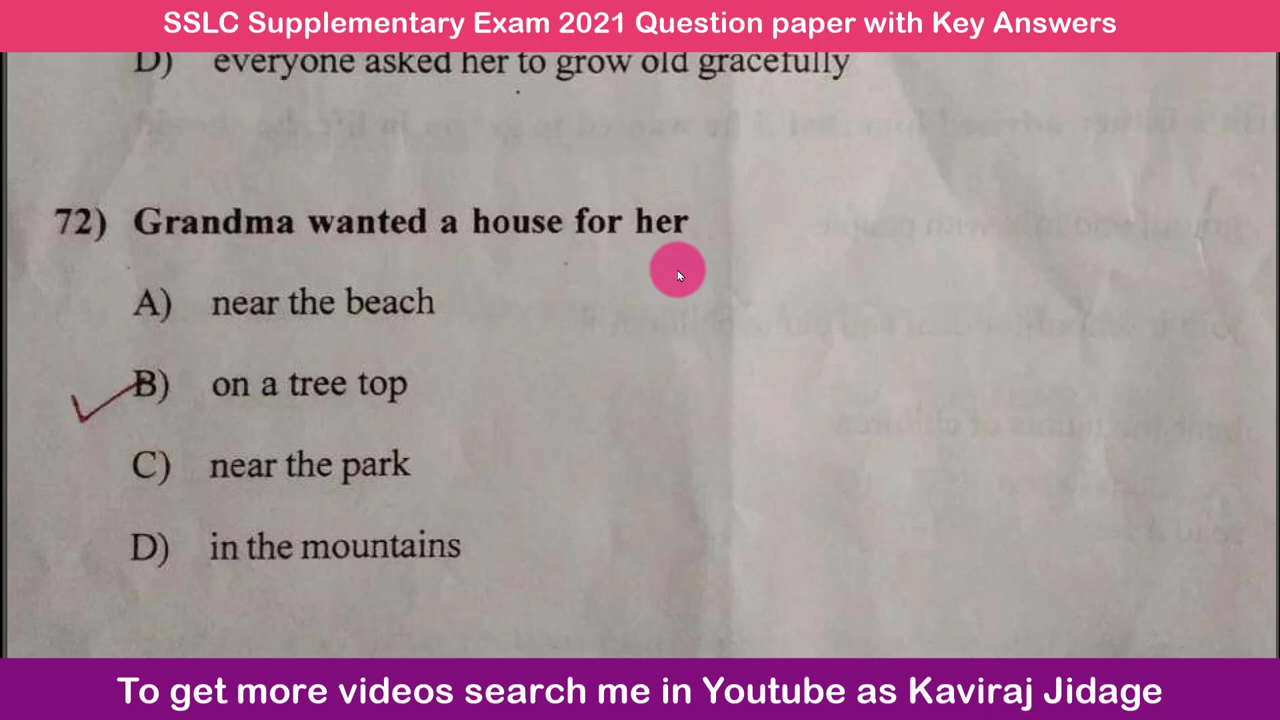 SSLC Supplementary Exam 2021 Question paper with Key Answers
D) everyone asked her to grow old gracefully
72) Grandma wanted a house for her
A) near the beach
B) on a tree top
C) near the park
D) in the mountains
To get more videos search me in Youtube as Kaviraj Jidage